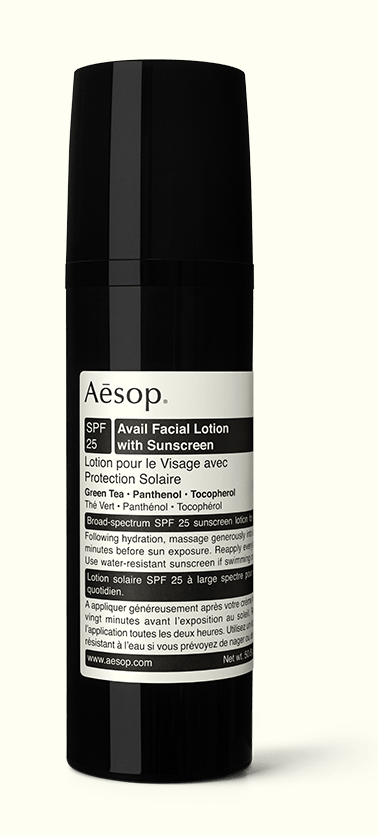 Aēsop®
SPF 25
Avail Facial Lotion
with Sunscreen
Lotion pour le Visage avec
Protection Solaire
Green Tea • Panthenol • Tocopherol
Thé Vert • Panthénol • Tocophérol
Broad-spectrum SPF 25 sunscreen lotion
Following hydration, massage generously
minutes before sun exposure. Reapply
Use water-resistant sunscreen if swimming
Lotion solaire SPF 25 à large spectre
quotidien.
A appliquer généreusement après votre
vingt minutes avant l'exposition au soleil.
l'application toutes les deux heures. Utilisez
résistant à l'eau si vous prévoyez de nager
www.aesop.com Net wt.